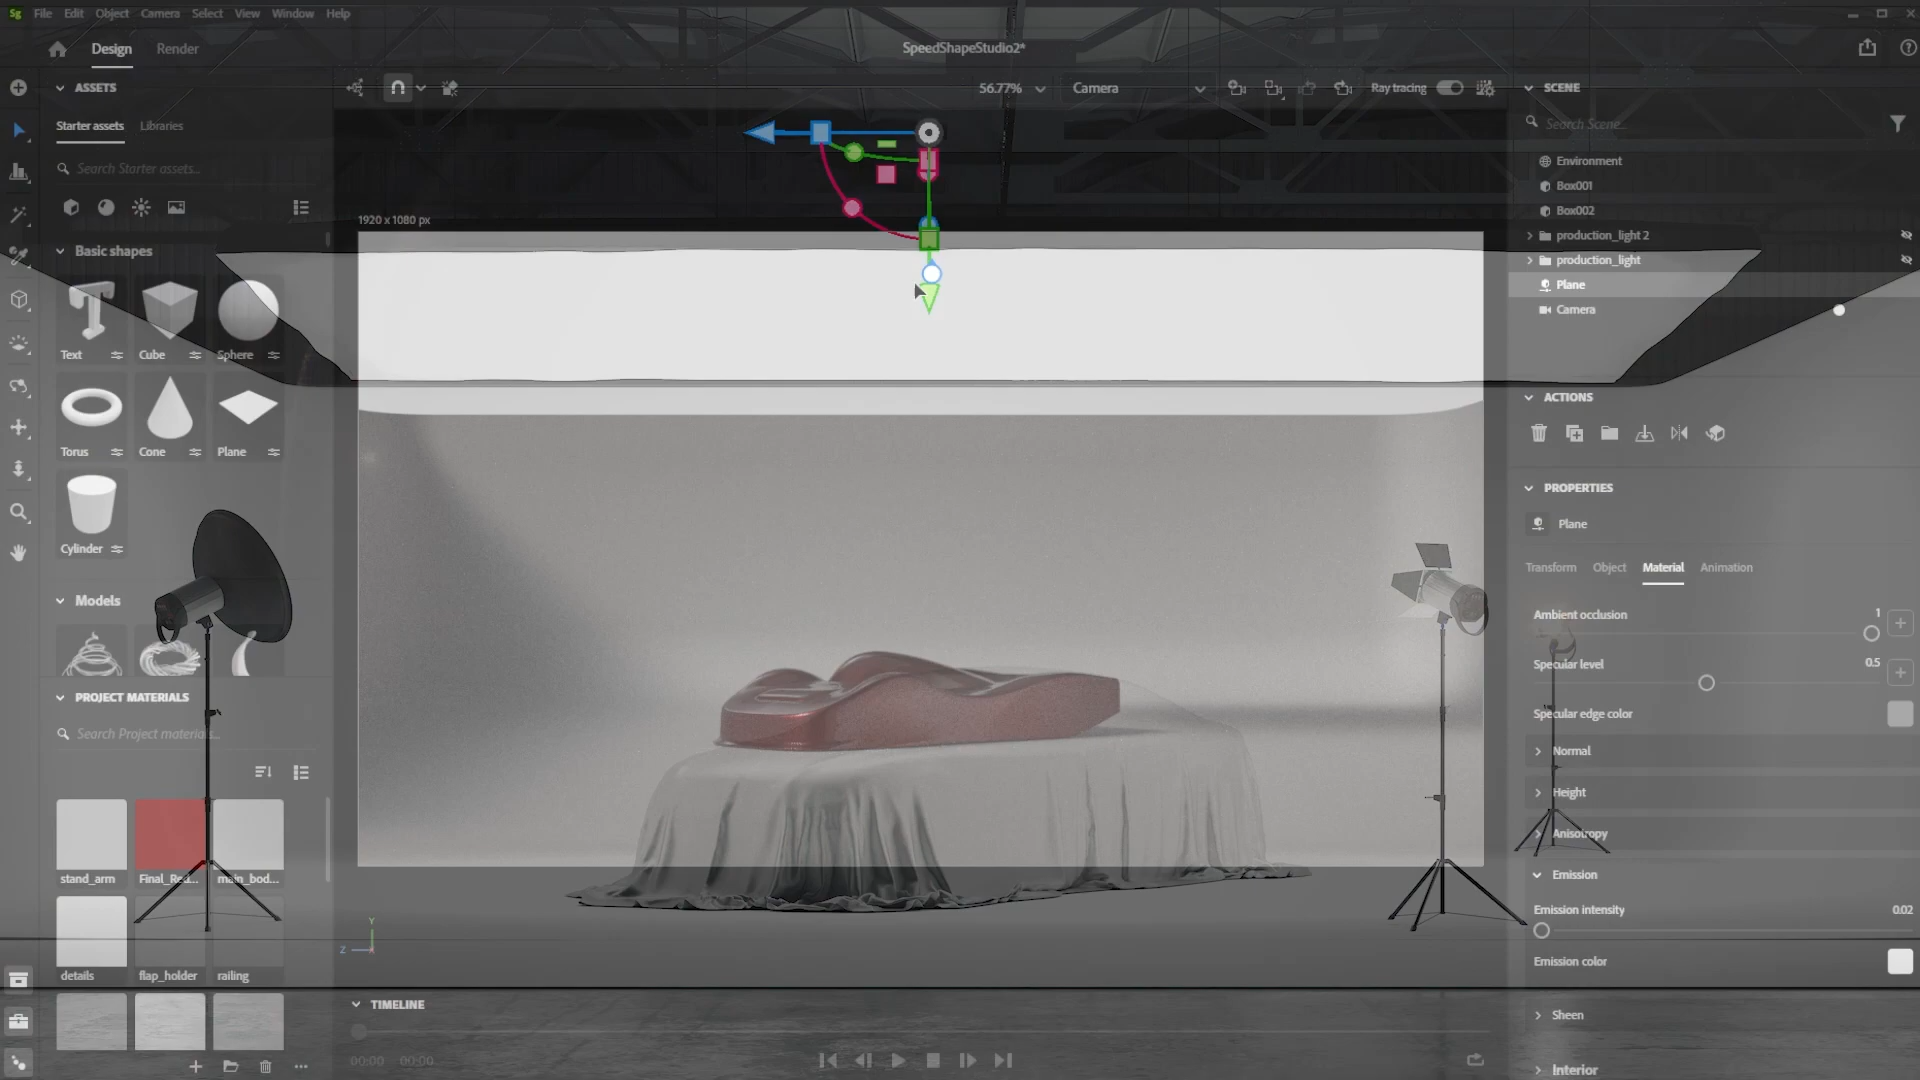 Sg File Edit Object Camera Select View Window Help
Design Render SpeedShapeStudio2*
ASSETS
56.77% Camera Ray tracing
SCENE
Starter assets Libraries
Search Scene...
Search Starter assets...
Environment
Box001
Box002
1920 x 1080 px
production_light 2
Basic shapes
production_light
Plane
Camera
Text Cube Sphere
ACTIONS
Torus Cone Plane
PROPERTIES
Plane
Cylinder
Transform Object Material Animation
Models
Ambient occlusion 1
Specular level 0.5
PROJECT MATERIALS
Specular edge color
Search Project materials...
Normal
Height
Anisotropy
stand_arm Final_Red... main_bod...
Emission
Emission intensity 0.02
Y
Z
Emission color
details flap_holder railing
TIMELINE
Sheen
00:00 00:00
Interior